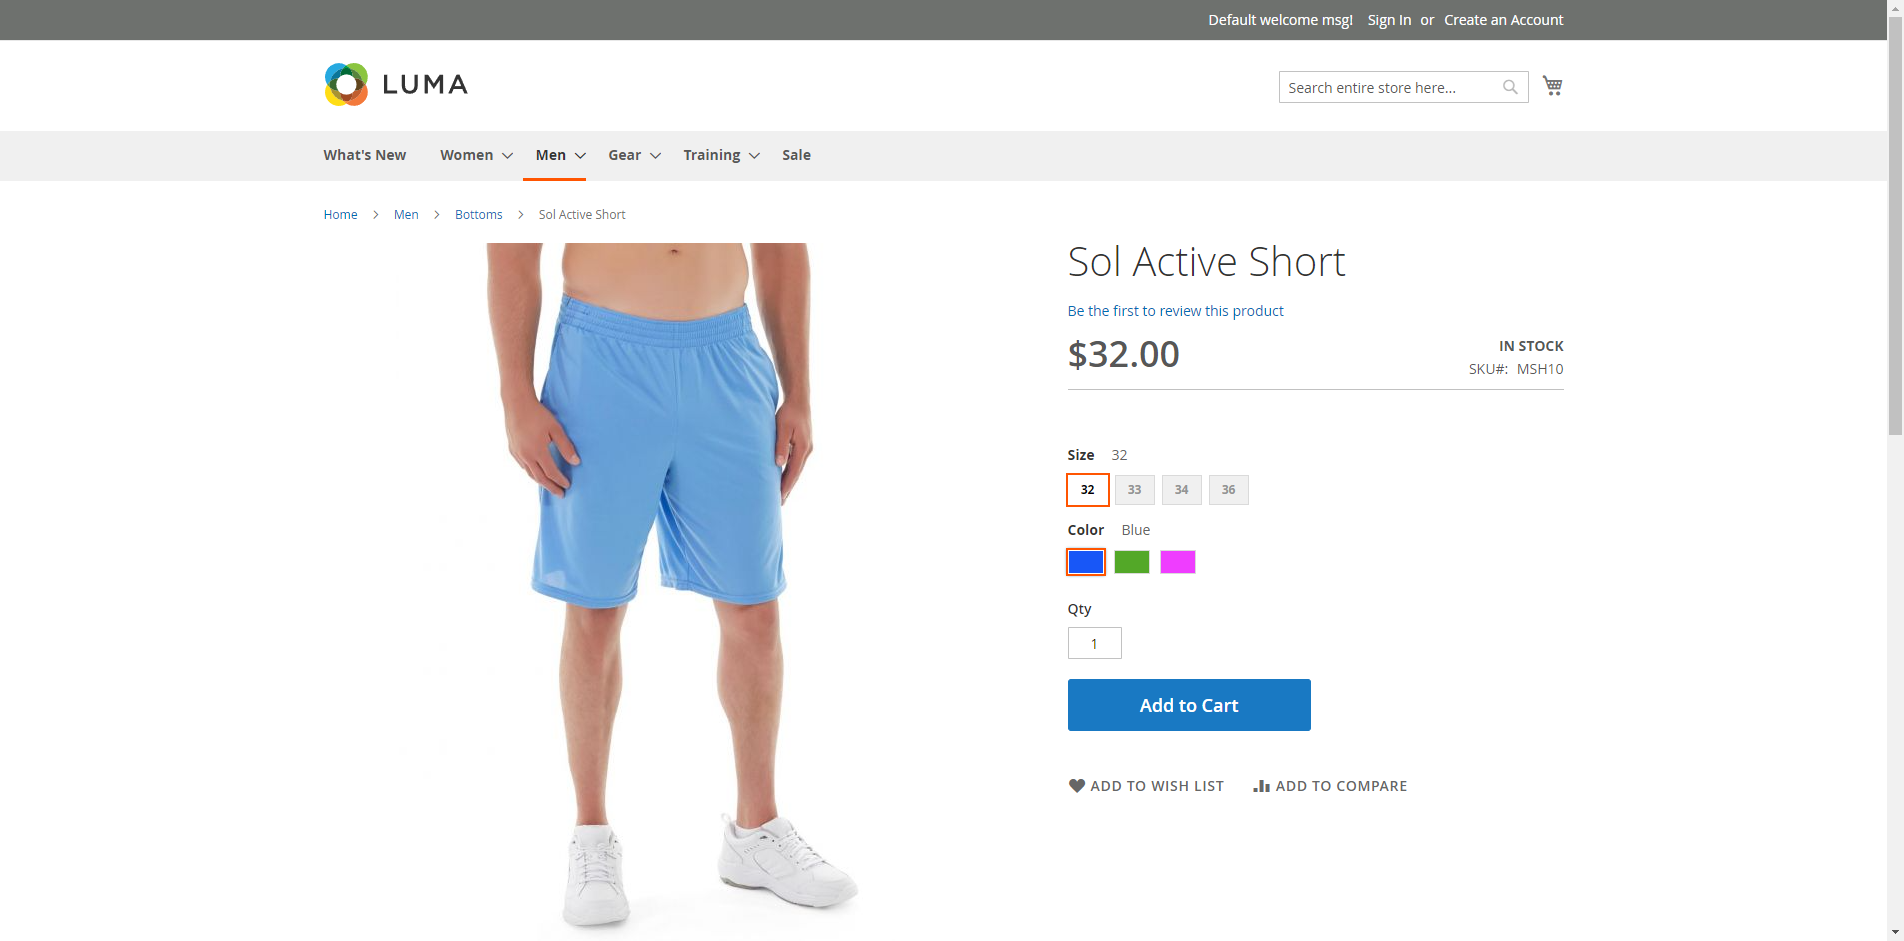 Default welcome msg! Sign In or Create an Account
LUMA
Search entire store here...
What's New Women Men Gear Training Sale
Home Men Bottoms Sol Active Short
Sol Active Short
Be the first to review this product
$32.00
IN STOCK
SKU#: MSH10
Size 32
32 33 34 36
Color Blue
Qty
1
Add to Cart
ADD TO WISH LIST ADD TO COMPARE